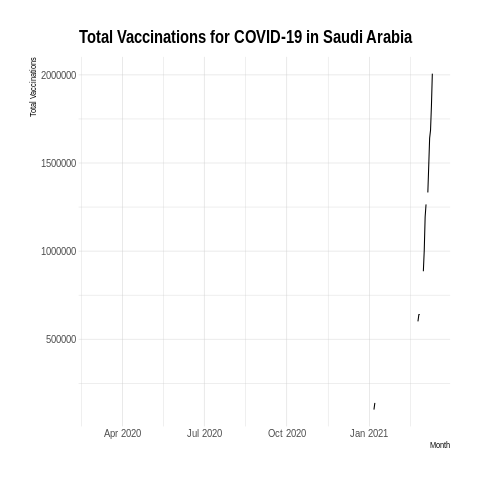 Total Vaccinations for COVID-19 in Saudi Arabia
Total Vaccinations
2000000
1500000
1000000
500000
Apr 2020 Jul 2020 Oct 2020 Jan 2021
Month